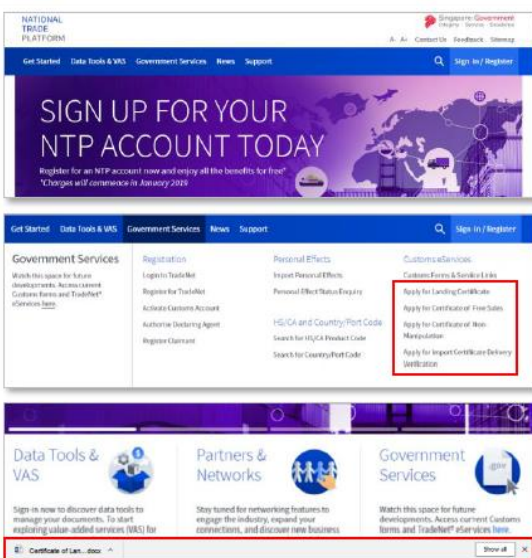 NATIONAL
TRADE
PLATFORM
Singapore Government
Integrity · Service · Excellence
A- A+ Contact Us Feedback Sitemap
Get Started Data Tools & VAS Government Services News Support Sign in / Register
SIGN UP FOR YOUR
NTP ACCOUNT TODAY
Register for an NTP account now and enjoy all the benefits for free*
*Charges will commence in January 2019
Get Started Data Tools & VAS Government Services News Support Sign in / Register
Government Services
Watch this space for future
developments. Access current
Customs forms and TradeNet®
eServices here.
Registration
Login to TradeNet
Register for TradeNet
Activate Customs Account
Authorise Declaring Agent
Register Claimant
Personal Effects
Import Personal Effects
Personal Effect Status Enquiry
HS/CA and Country/Port Code
Search for HS/CA Product Code
Search for Country/Port Code
Customs eServices
Customs Forms & Service Links
Apply for Landing Certificate
Apply for Certificate of Free Sales
Apply for Certificate of Non-
Manipulation
Apply for Import Certificate Delivery
Verification
Data Tools &
VAS
Sign-in now to discover data tools to
manage your documents. To start
exploring value-added services (VAS) for
Partners &
Networks
Stay tuned for networking features to
engage the industry, expand your
connections, and discover new business
Government
Services
.gov
Watch this space for future
developments. Access current Customs
forms and TradeNet® eServices here.
Certificate of Lan....docx
Show all